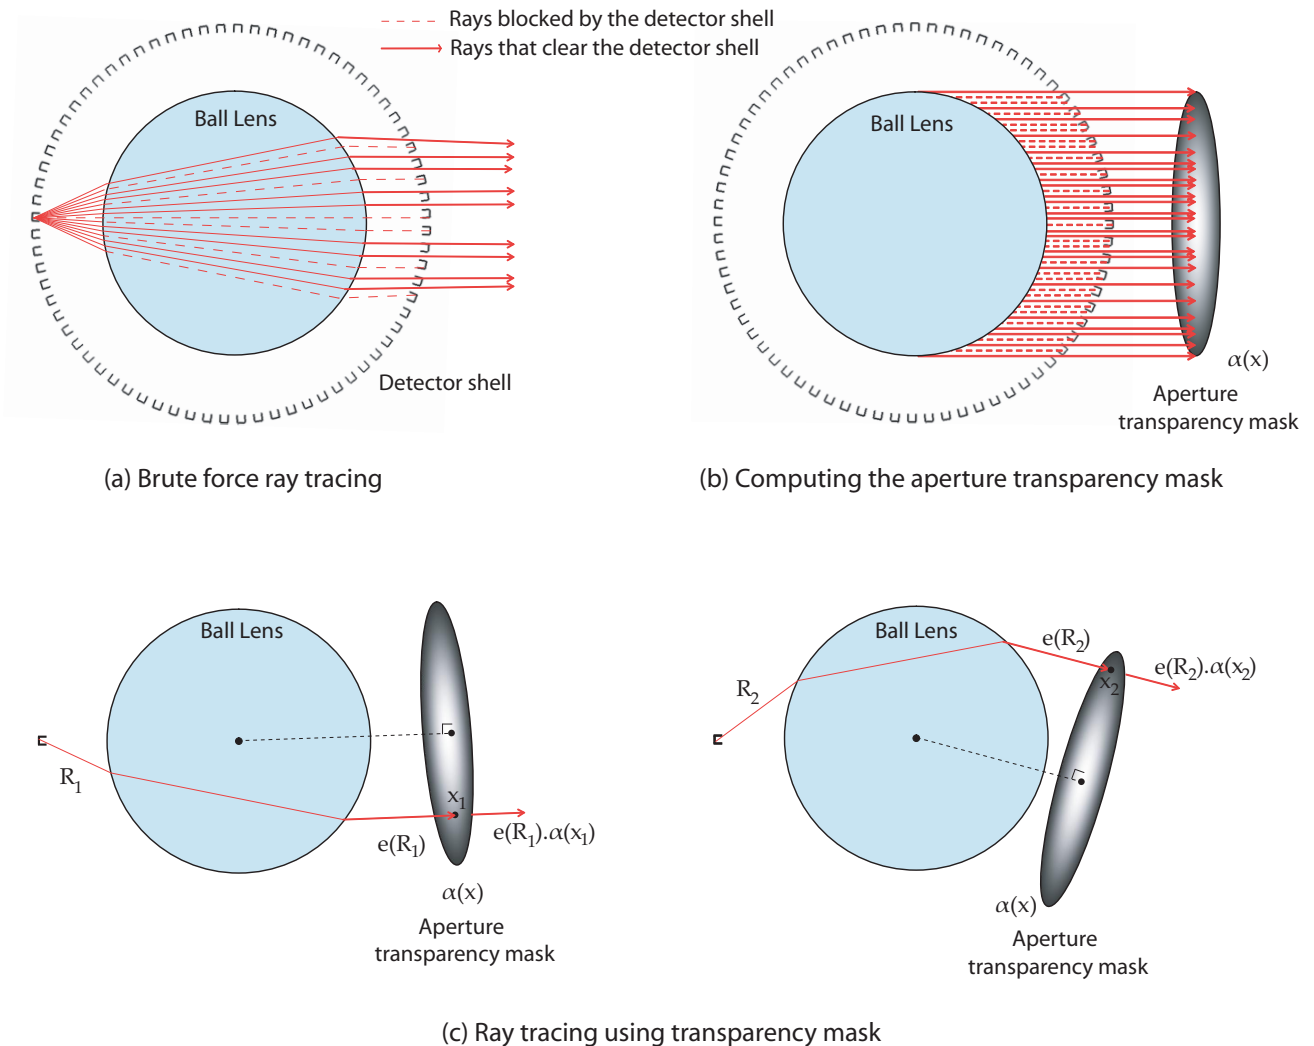 Rays blocked by the detector shell
Rays that clear the detector shell
Ball Lens
Detector shell
(a) Brute force ray tracing
Ball Lens
α(x)
Aperture
transparency mask
(b) Computing the aperture transparency mask
Ball Lens
R₁
x₁
e(R₁)
e(R₁).α(x₁)
α(x)
Aperture
transparency mask
Ball Lens
R₂
e(R₂)
x₂
e(R₂).α(x₂)
α(x)
Aperture
transparency mask
(c) Ray tracing using transparency mask